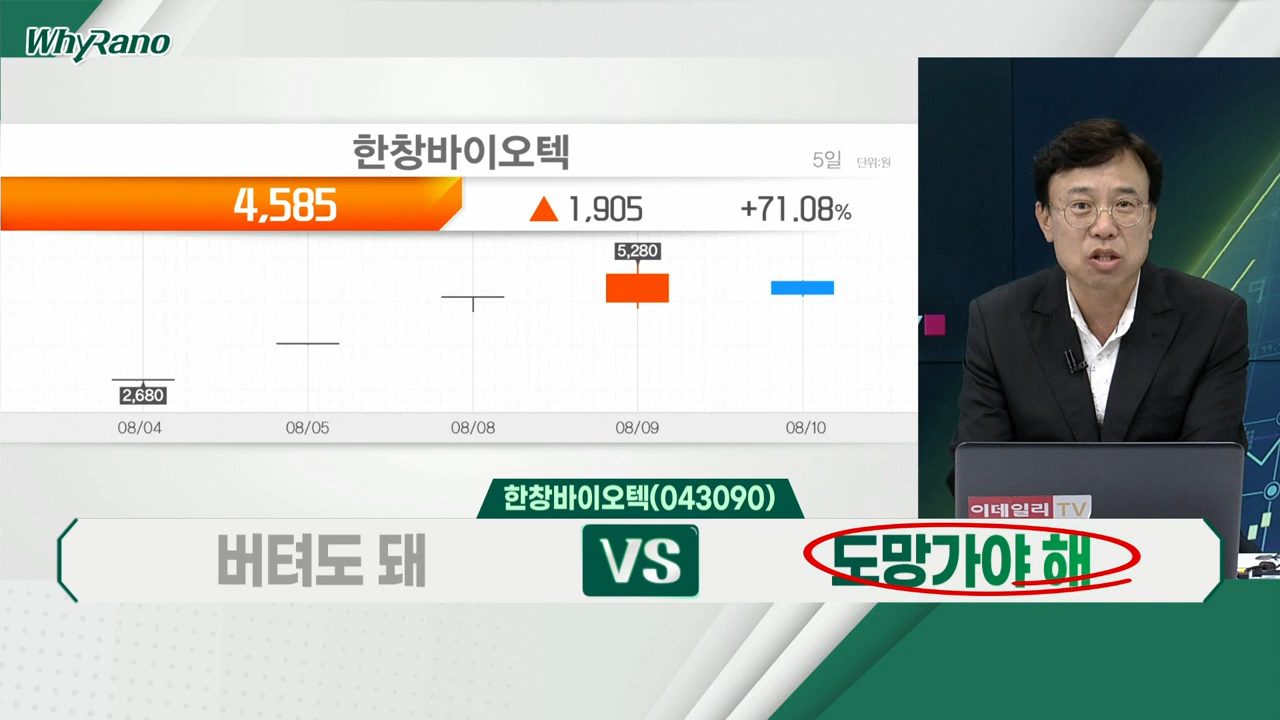 WhyRano
한창바이오텍
5일 단위:원
4,585 ▲ 1,905 +71.08%
5,280
2,680
08/04 08/05 08/08 08/09 08/10
이데일리 TV
한창바이오텍(043090)
버텨도 돼 VS 도망가야 해